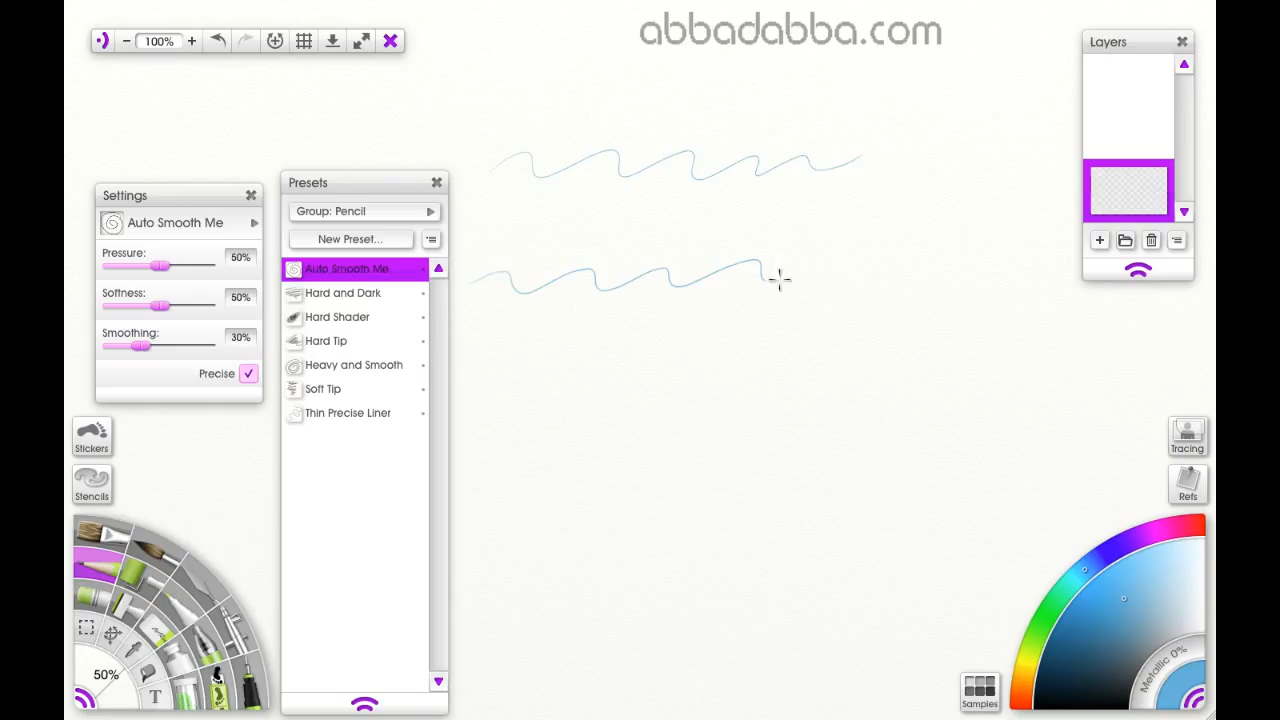 abbadabba.com
100%
Layers
Settings
Auto Smooth Me
Pressure:
50%
Softness:
50%
Smoothing:
30%
Precise
Presets
Group: Pencil
New Preset...
Auto Smooth Me
Hard and Dark
Hard Shader
Hard Tip
Heavy and Smooth
Soft Tip
Thin Precise Liner
Stickers
Stencils
50%
T
Tracing
Refs
Metallic 0%
Samples